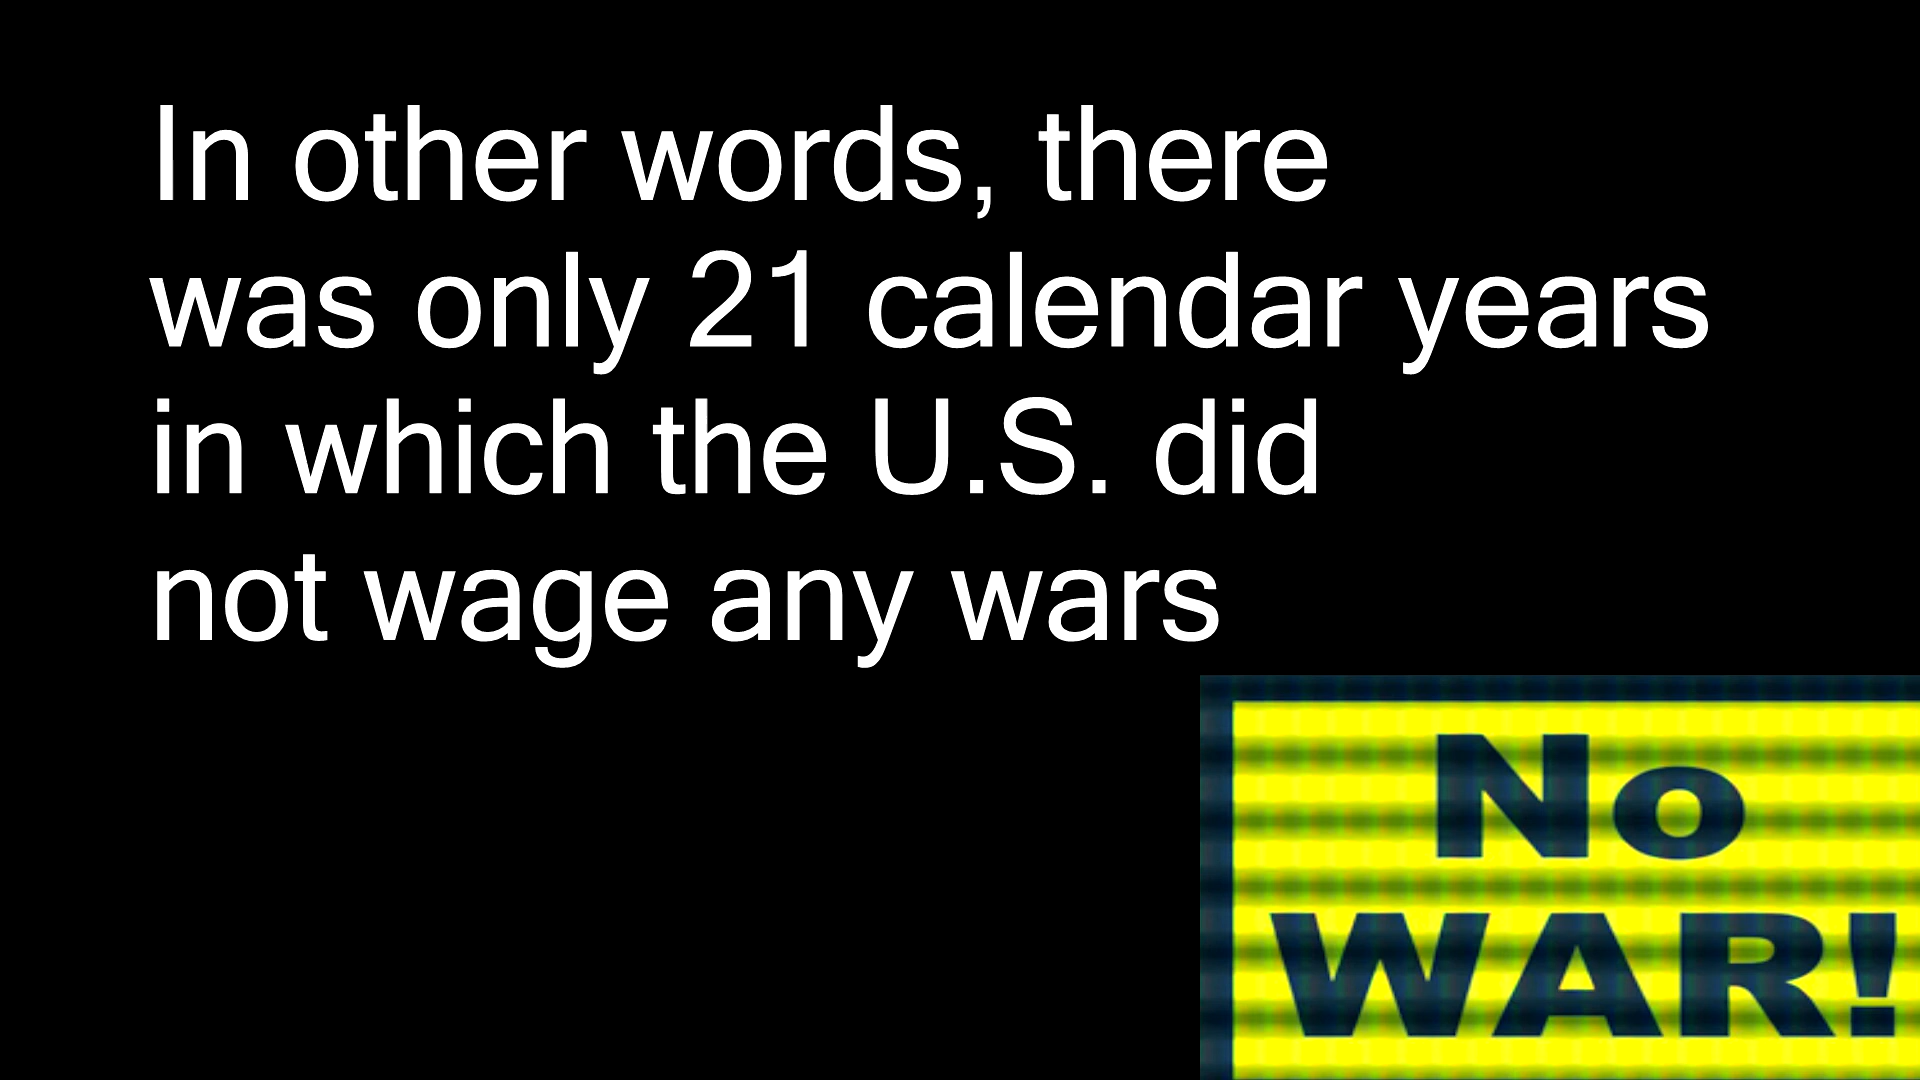 In other words, there
was only 21 calendar years
in which the U.S. did
not wage any wars
No
WAR!